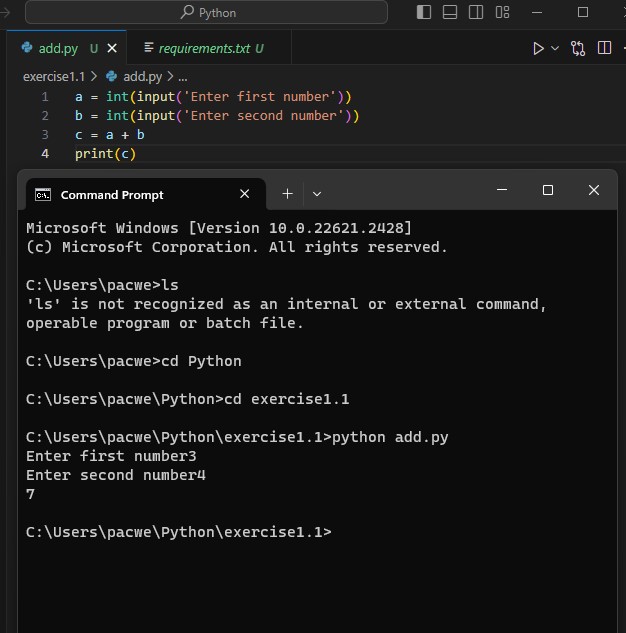 Python
add.py U
requirements.txt U
exercise1.1 > add.py > ...
1 a = int(input('Enter first number'))
2 b = int(input('Enter second number'))
3 c = a + b
4 print(c)
Command Prompt
Microsoft Windows [Version 10.0.22621.2428]
(c) Microsoft Corporation. All rights reserved.
C:\Users\pacwe>ls
'ls' is not recognized as an internal or external command,
operable program or batch file.
C:\Users\pacwe>cd Python
C:\Users\pacwe\Python>cd exercise1.1
C:\Users\pacwe\Python\exercise1.1>python add.py
Enter first number3
Enter second number4
7
C:\Users\pacwe\Python\exercise1.1>